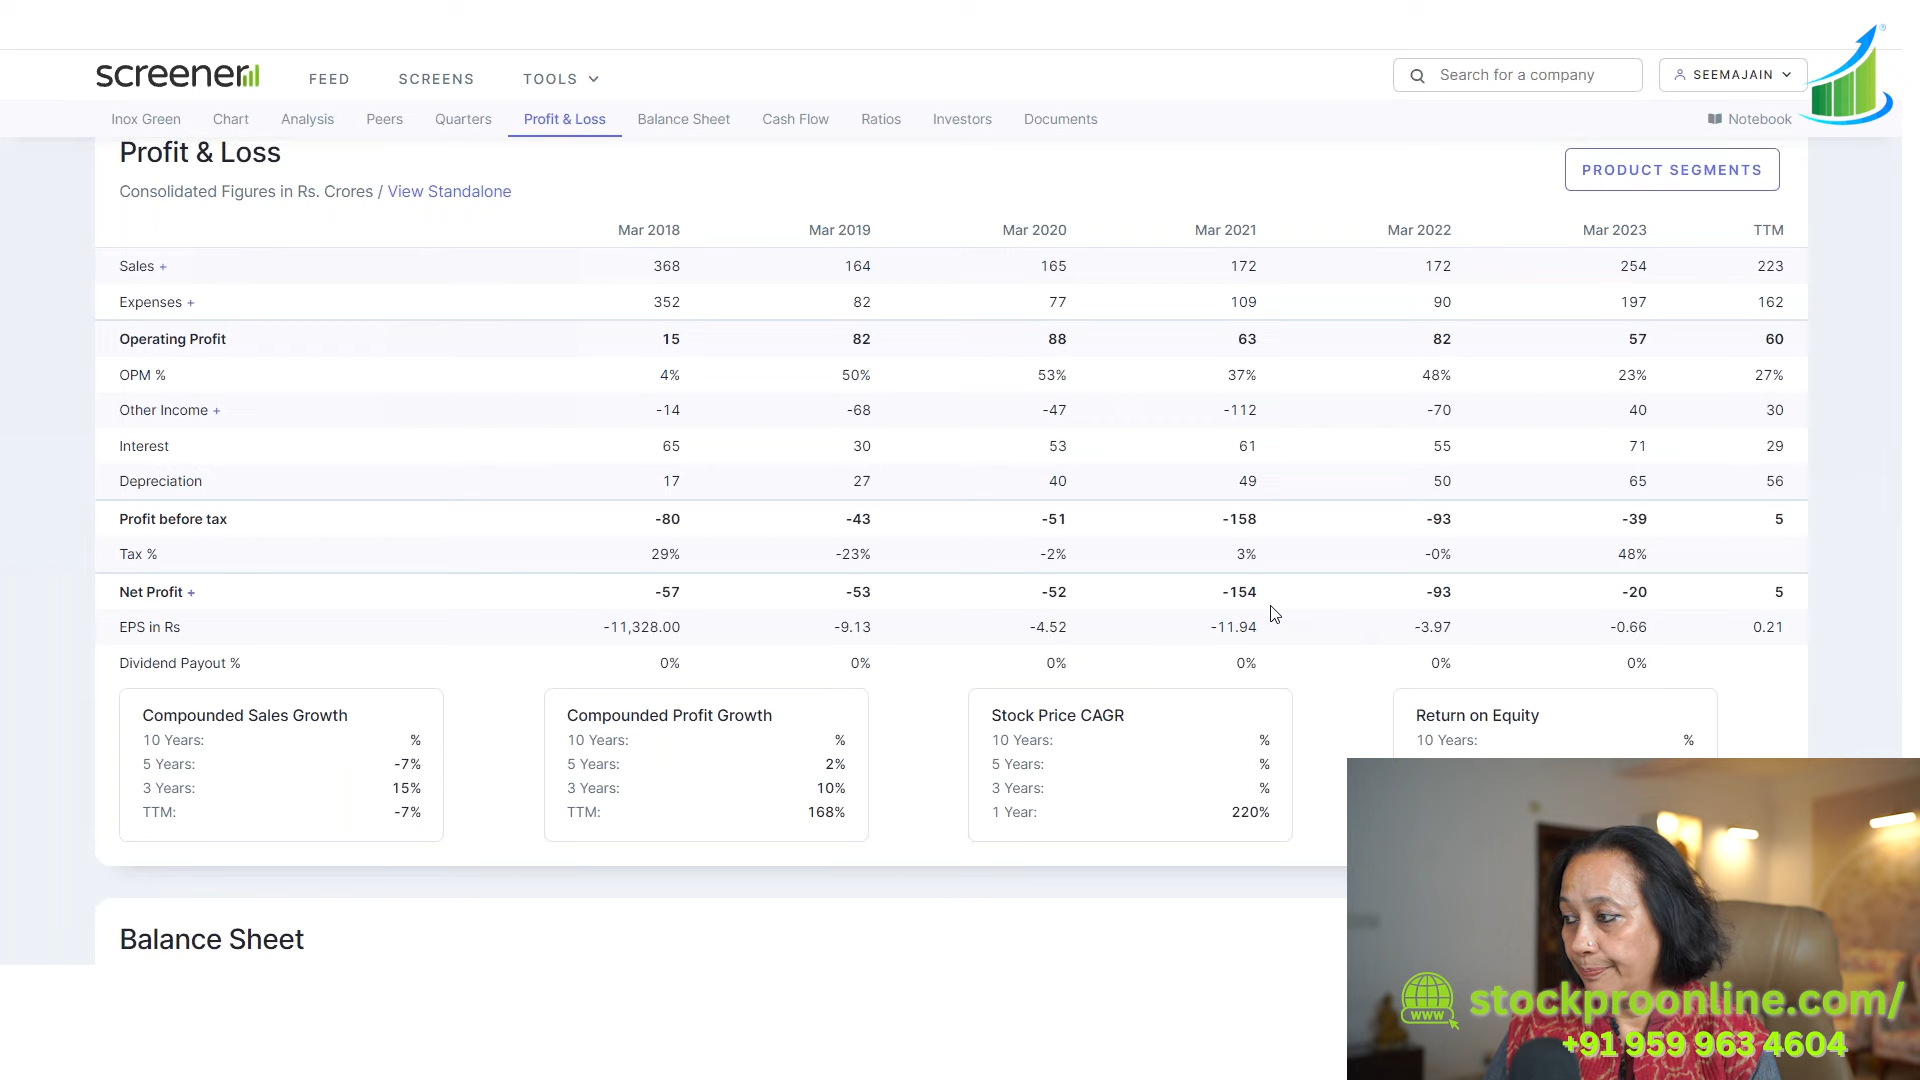 screener
FEED SCREENS TOOLS
Search for a company
SEMAJAIN
Inox Green Chart Analysis Peers Quarters Profit & Loss Balance Sheet Cash Flow Ratios Investors Documents Notebook
Profit & Loss
PRODUCT SEGMENTS
Consolidated Figures in Rs. Crores / View Standalone
Mar 2018 Mar 2019 Mar 2020 Mar 2021 Mar 2022 Mar 2023 TTM
Sales + 368 164 165 172 172 254 223
Expenses + 352 82 77 109 90 197 162
Operating Profit 15 82 88 63 82 57 60
OPM % 4% 50% 53% 37% 48% 23% 27%
Other Income + -14 -68 -47 -112 -70 40 30
Interest 65 30 53 61 55 71 29
Depreciation 17 27 40 49 50 65 56
Profit before tax -80 -43 -51 -158 -93 -39 5
Tax % 29% -23% -2% 3% -0% 48%
Net Profit + -57 -53 -52 -154 -93 -20 5
EPS in Rs -11,328.00 -9.13 -4.52 -11.94 -3.97 -0.66 0.21
Dividend Payout % 0% 0% 0% 0% 0% 0%
Compounded Sales Growth
10 Years: %
5 Years: -7%
3 Years: 15%
TTM: -7%
Compounded Profit Growth
10 Years: %
5 Years: 2%
3 Years: 10%
TTM: 168%
Stock Price CAGR
10 Years: %
5 Years: %
3 Years: %
1 Year: 220%
Return on Equity
10 Years: %
Balance Sheet
www
stockproonline.com/
+91 959 963 4604